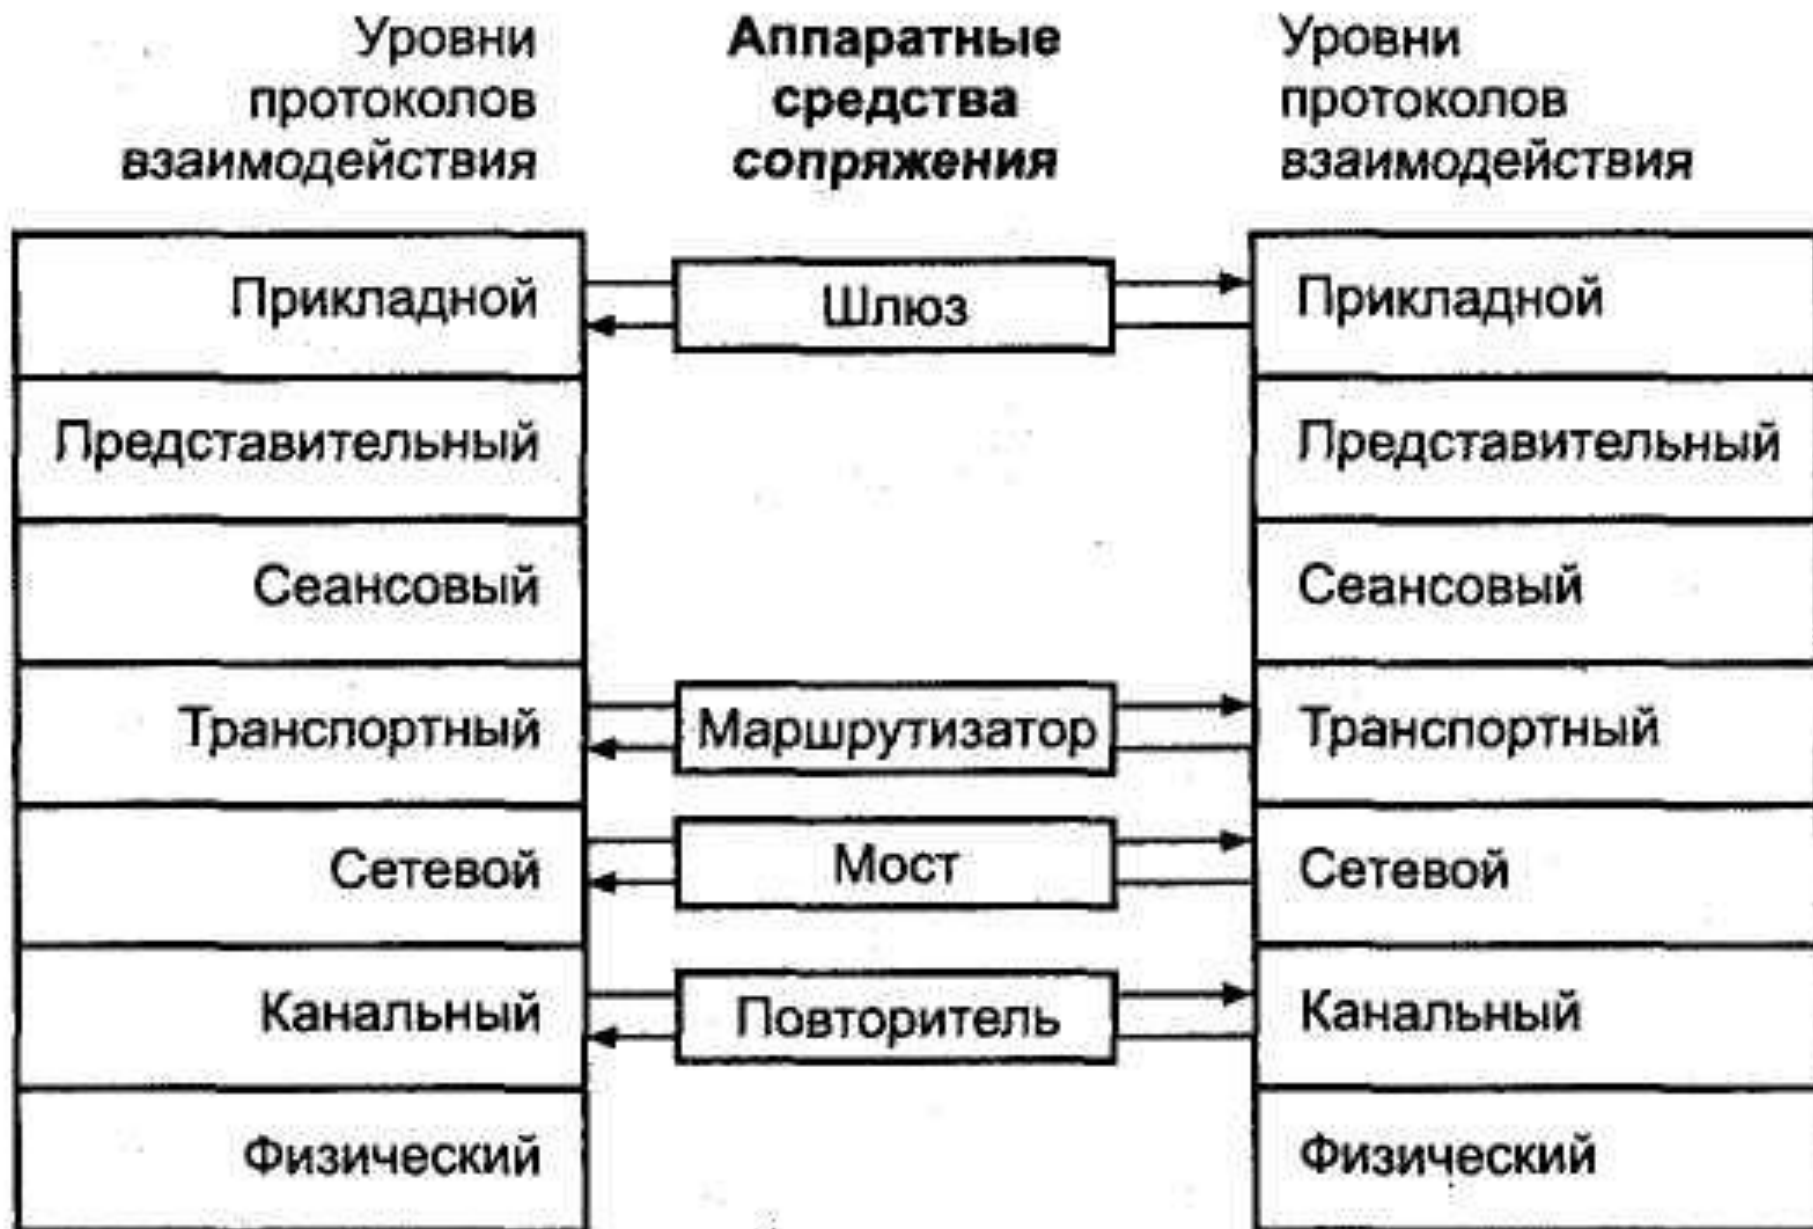 Уровни
протоколов
взаимодействия
Аппаратные
средства
сопряжения
Уровни
протоколов
взаимодействия
Прикладной
Шлюз
Прикладной
Представительный
Представительный
Сеансовый
Сеансовый
Транспортный
Маршрутизатор
Транспортный
Сетевой
Мост
Сетевой
Канальный
Повторитель
Канальный
Физический
Физический